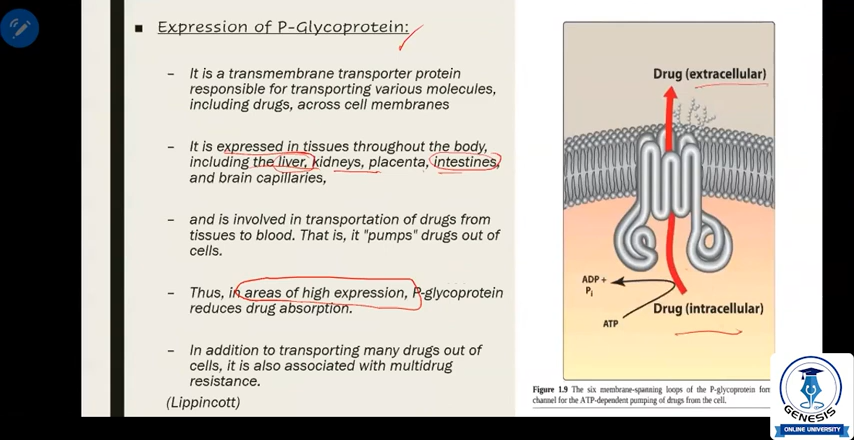 Expression of P-Glycoprotein:
– It is a transmembrane transporter protein
responsible for transporting various molecules,
including drugs, across cell membranes
– It is expressed in tissues throughout the body,
including the liver, kidneys, placenta, intestines,
and brain capillaries,
– and is involved in transportation of drugs from
tissues to blood. That is, it "pumps" drugs out of
cells.
– Thus, in areas of high expression, P-glycoprotein
reduces drug absorption.
– In addition to transporting many drugs out of
cells, it is also associated with multidrug
resistance.
(Lippincott)
Drug (extracellular)
ADP +
Pi
ATP
Drug (intracellular)
Figure 1.9 The six membrane-spanning loops of the P-glycoprotein
channel for the ATP-dependent pumping of drugs from the cell.
GENESIS
ONLINE UNIVERSITY